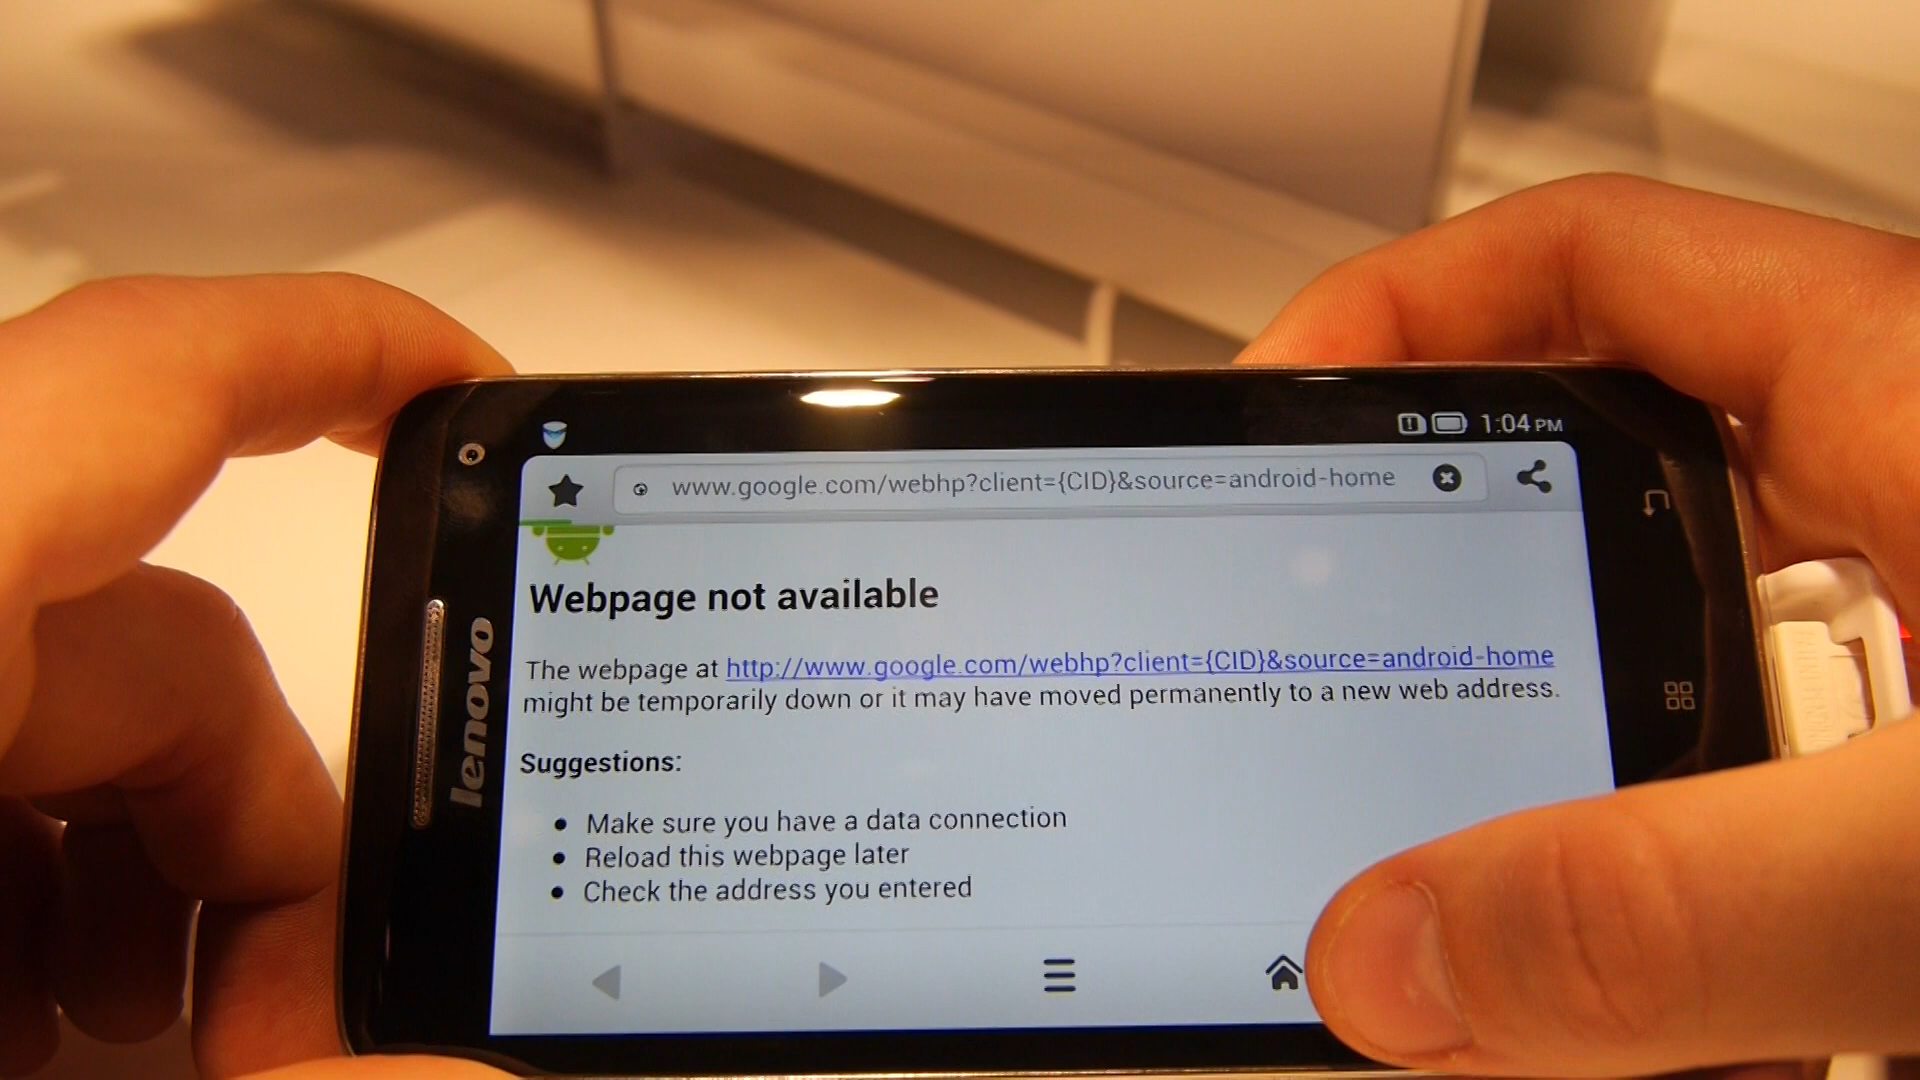 1:04 PM
www.google.com/webhp?client={CID}&source=android-home
Webpage not available
The webpage at http://www.google.com/webhp?client={CID}&source=android-home
might be temporarily down or it may have moved permanently to a new web address.
Suggestions:
• Make sure you have a data connection
• Reload this webpage later
• Check the address you entered
lenovo